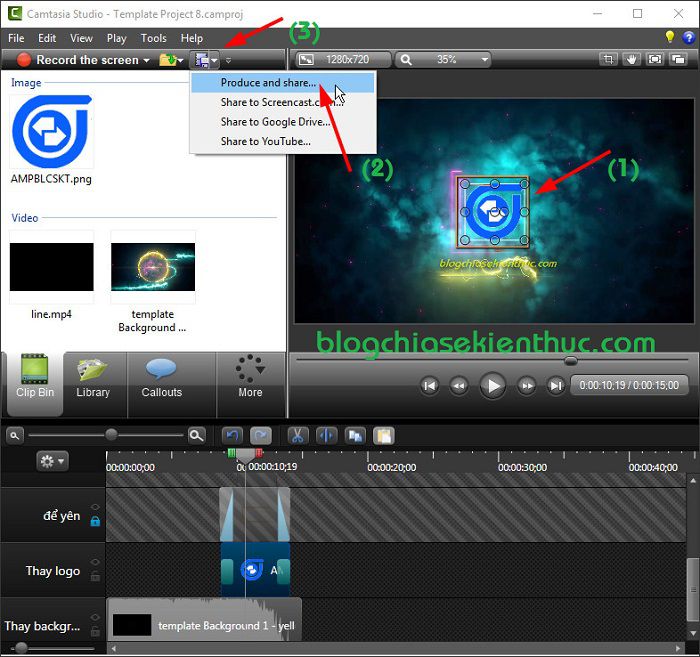 Camtasia Studio - Template Project 8.camproj
File Edit View Play Tools Help
(3)
Record the screen
1280x720
35%
Produce and share...
Share to Screencast.com...
Share to Google Drive...
Share to YouTube...
(2)
(1)
Image
AMPBLCSKT.png
Video
line.mp4
template
Background ...
blogchiasekienthuc.com
blogchiasekienthuc.com
Clip Bin
Library
Callouts
More
0:00:10;19 / 0:00:15;00
00:00:00;00
00:00:10;19
00:00:20;00
00:00:30;00
00:00:40;00
để yên
Thay logo
Thay backgr...
template Background 1 - yell